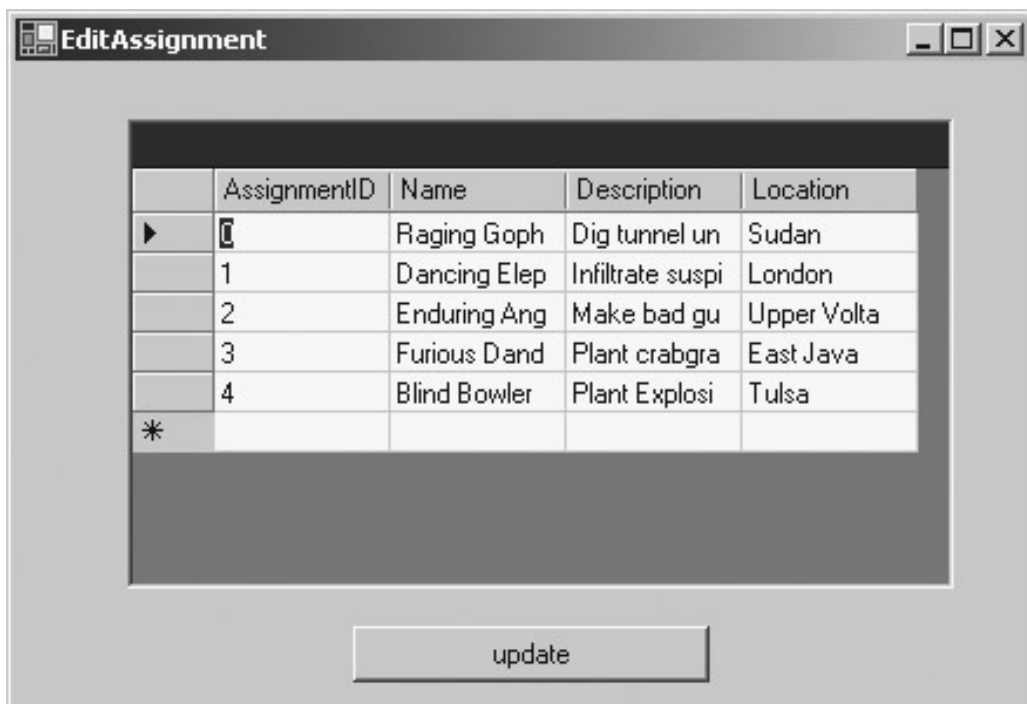 EditAssignment
AssignmentID Name Description Location
0 Raging Goph Dig tunnel un Sudan
1 Dancing Elep Infiltrate suspi London
2 Enduring Ang Make bad gu Upper Volta
3 Furious Dand Plant crabgra East Java
4 Blind Bowler Plant Explosi Tulsa
update